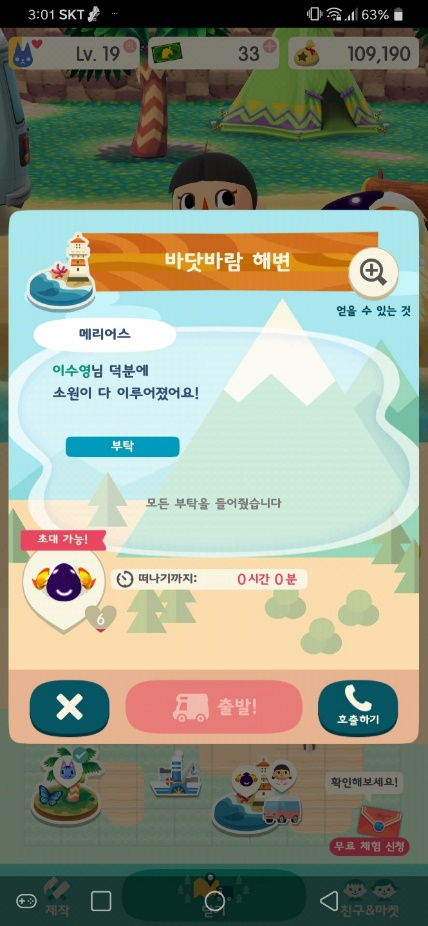 3:01 SKT
63%
Lv. 19
33
109,190
바닷바람 해변
얻을 수 있는 것
메리어스
이수영님 덕분에
소원이 다 이루어졌어요!
부탁
모든 부탁을 들어줬습니다
초대 가능!
떠나기까지: 0시간 0분
6
출발!
호출하기
확인해보세요!
무료 체험 신청
제작
친구&마켓